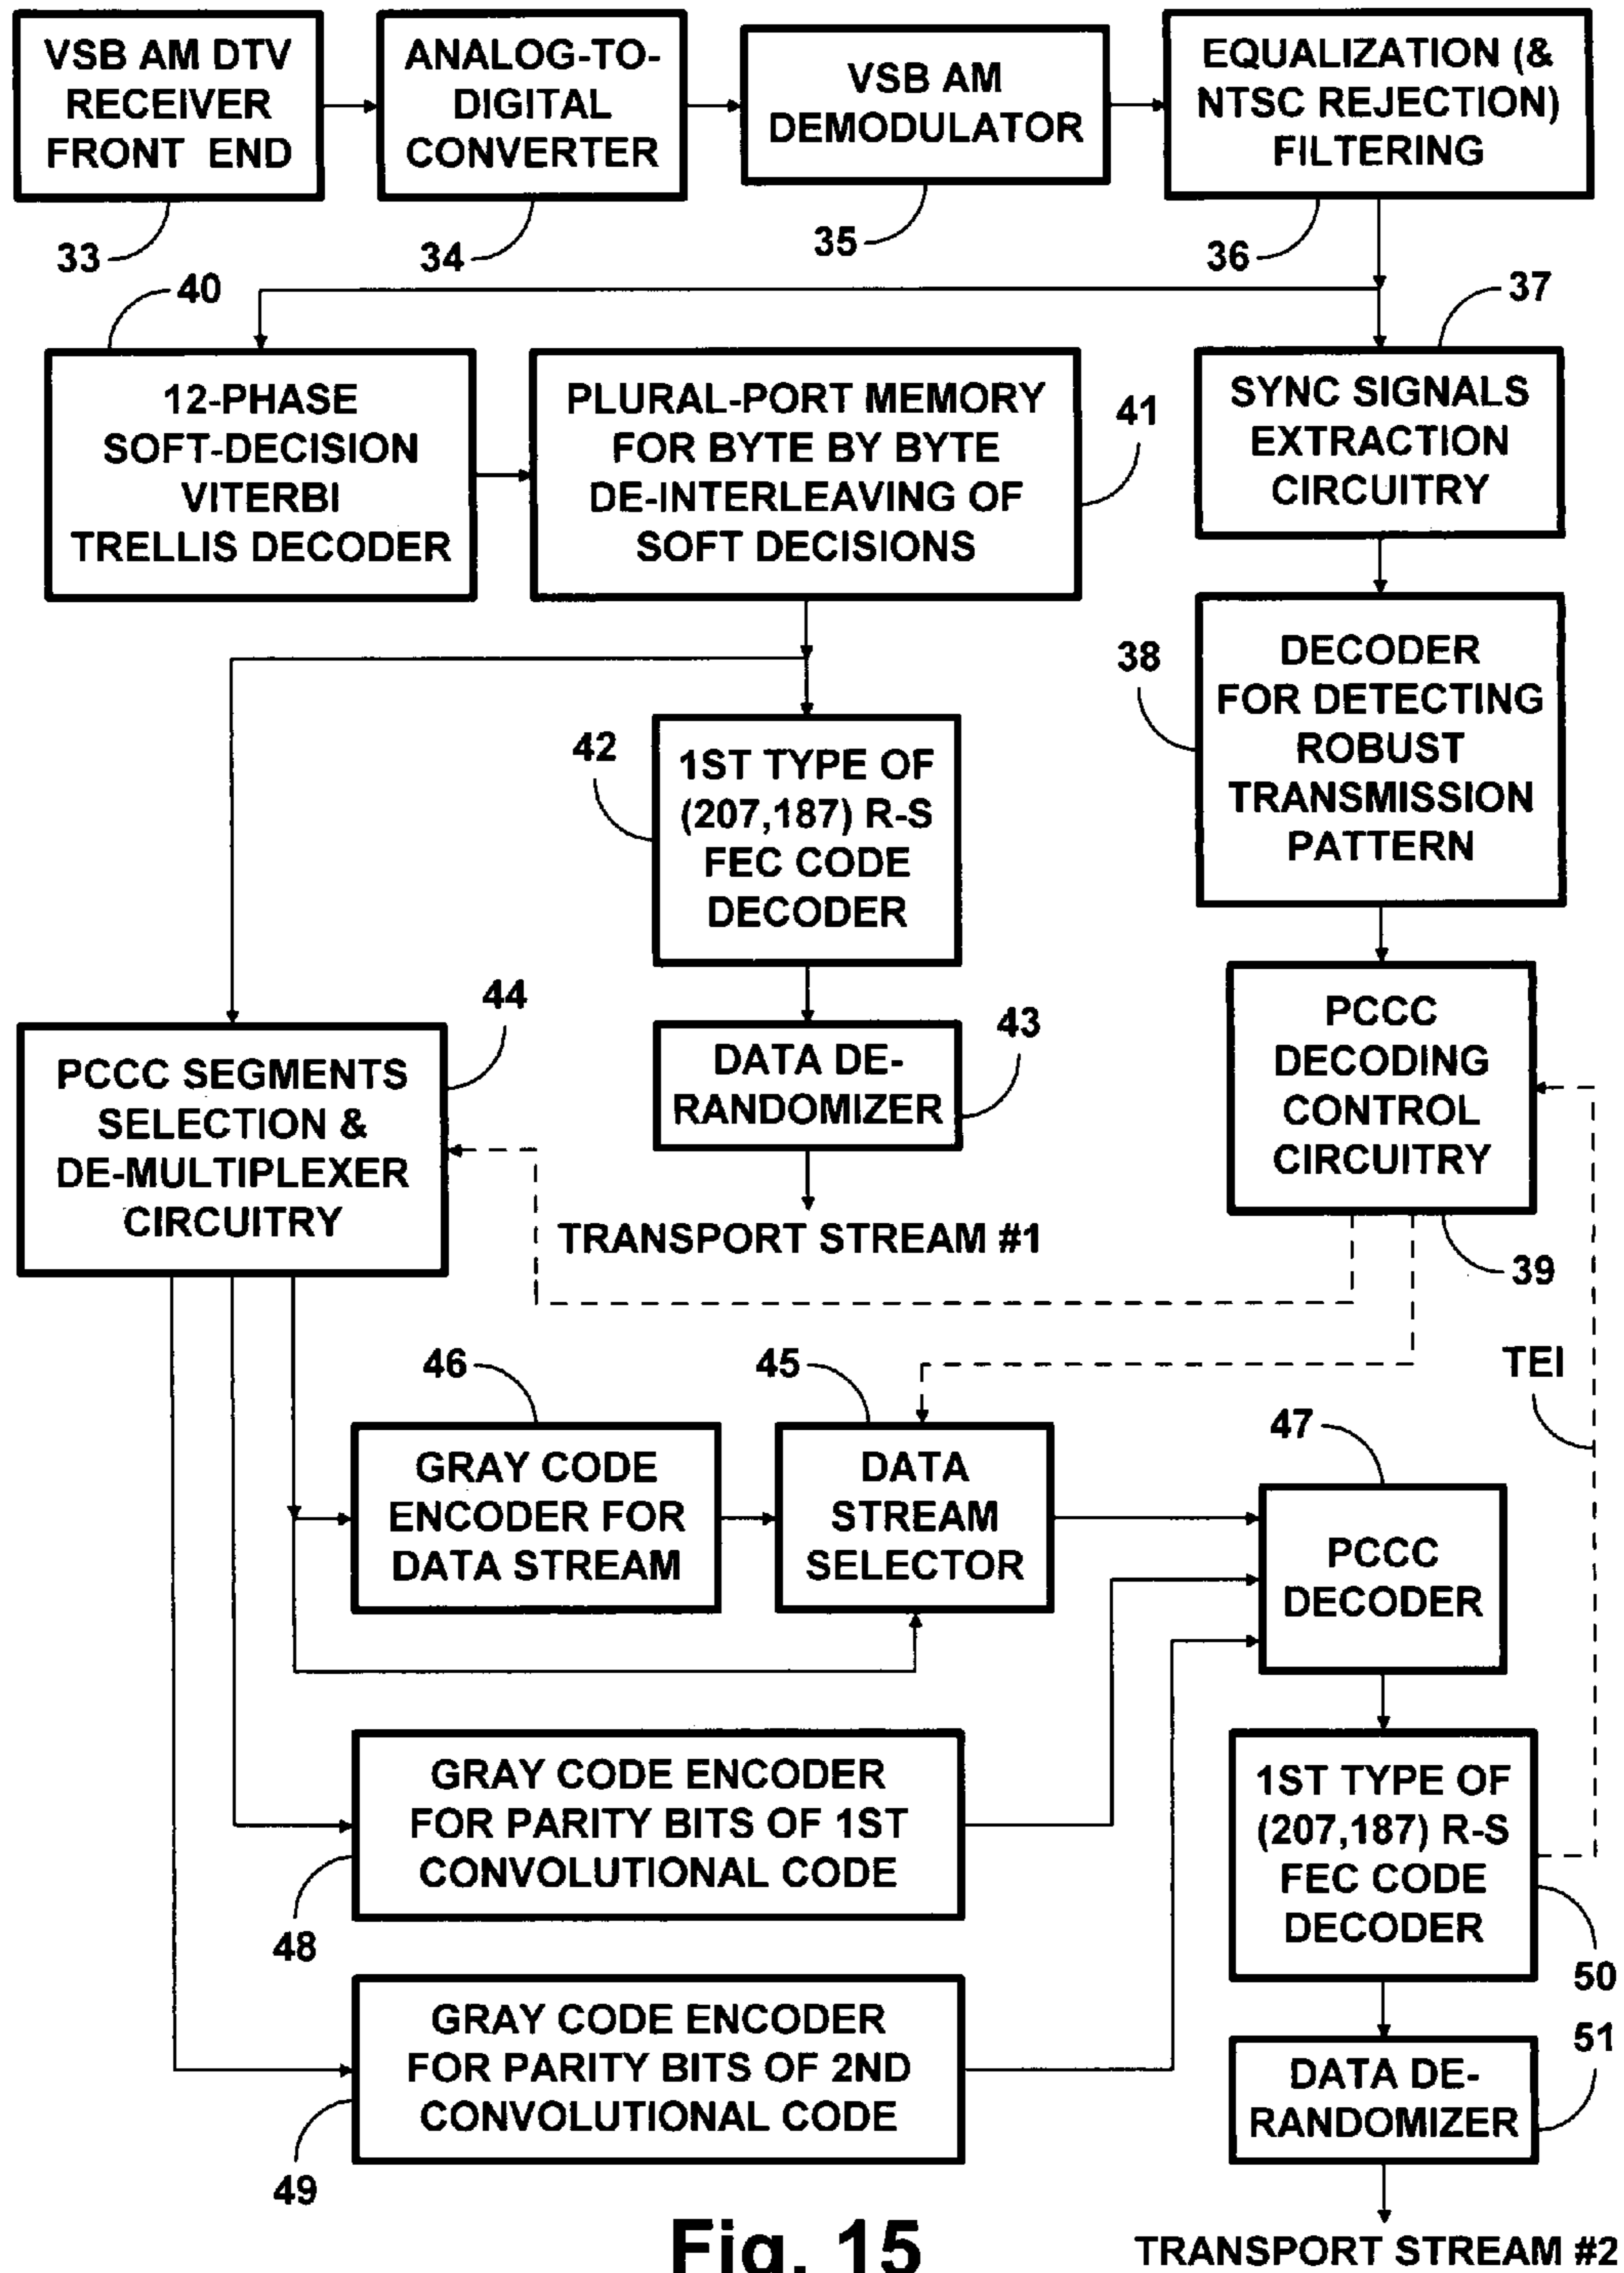 VSB AM DTV
RECEIVER
FRONT END
33
ANALOG-TO-
DIGITAL
CONVERTER
34
VSB AM
DEMODULATOR
35
EQUALIZATION (&
NTSC REJECTION)
FILTERING
36
40
12-PHASE
SOFT-DECISION
VITERBI
TRELLIS DECODER
PLURAL-PORT MEMORY
FOR BYTE BY BYTE
DE-INTERLEAVING OF
SOFT DECISIONS
41
37
SYNC SIGNALS
EXTRACTION
CIRCUITRY
38
DECODER
FOR DETECTING
ROBUST
TRANSMISSION
PATTERN
42
1ST TYPE OF
(207,187) R-S
FEC CODE
DECODER
PCCC
DECODING
CONTROL
CIRCUITRY
39
44
PCCC SEGMENTS
SELECTION &
DE-MULTIPLEXER
CIRCUITRY
43
DATA DE-
RANDOMIZER
TRANSPORT STREAM #1
TEI
46
GRAY CODE
ENCODER FOR
DATA STREAM
45
DATA
STREAM
SELECTOR
47
PCCC
DECODER
GRAY CODE ENCODER
FOR PARITY BITS OF 1ST
CONVOLUTIONAL CODE
48
1ST TYPE OF
(207,187) R-S
FEC CODE
DECODER
50
GRAY CODE ENCODER
FOR PARITY BITS OF 2ND
CONVOLUTIONAL CODE
49
51
DATA DE-
RANDOMIZER
TRANSPORT STREAM #2
Fig. 15